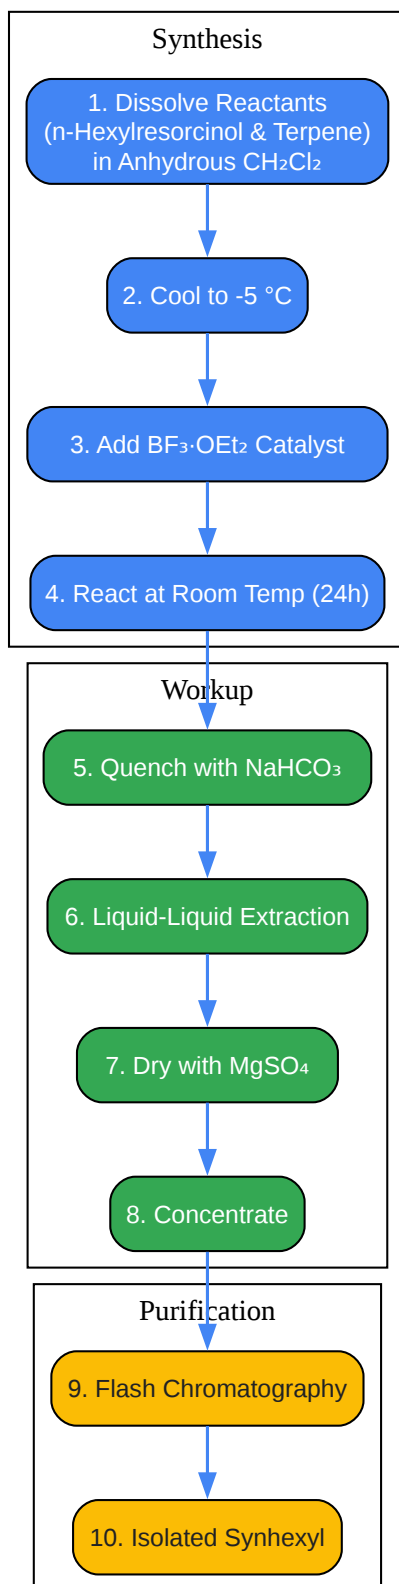 Synthesis
1. Dissolve Reactants
(n-Hexylresorcinol & Terpene)
in Anhydrous CH₂Cl₂
2. Cool to -5 °C
3. Add BF₃·OEt₂ Catalyst
4. React at Room Temp (24h)
Workup
5. Quench with NaHCO₃
6. Liquid-Liquid Extraction
7. Dry with MgSO₄
8. Concentrate
Purification
9. Flash Chromatography
10. Isolated Synhexyl